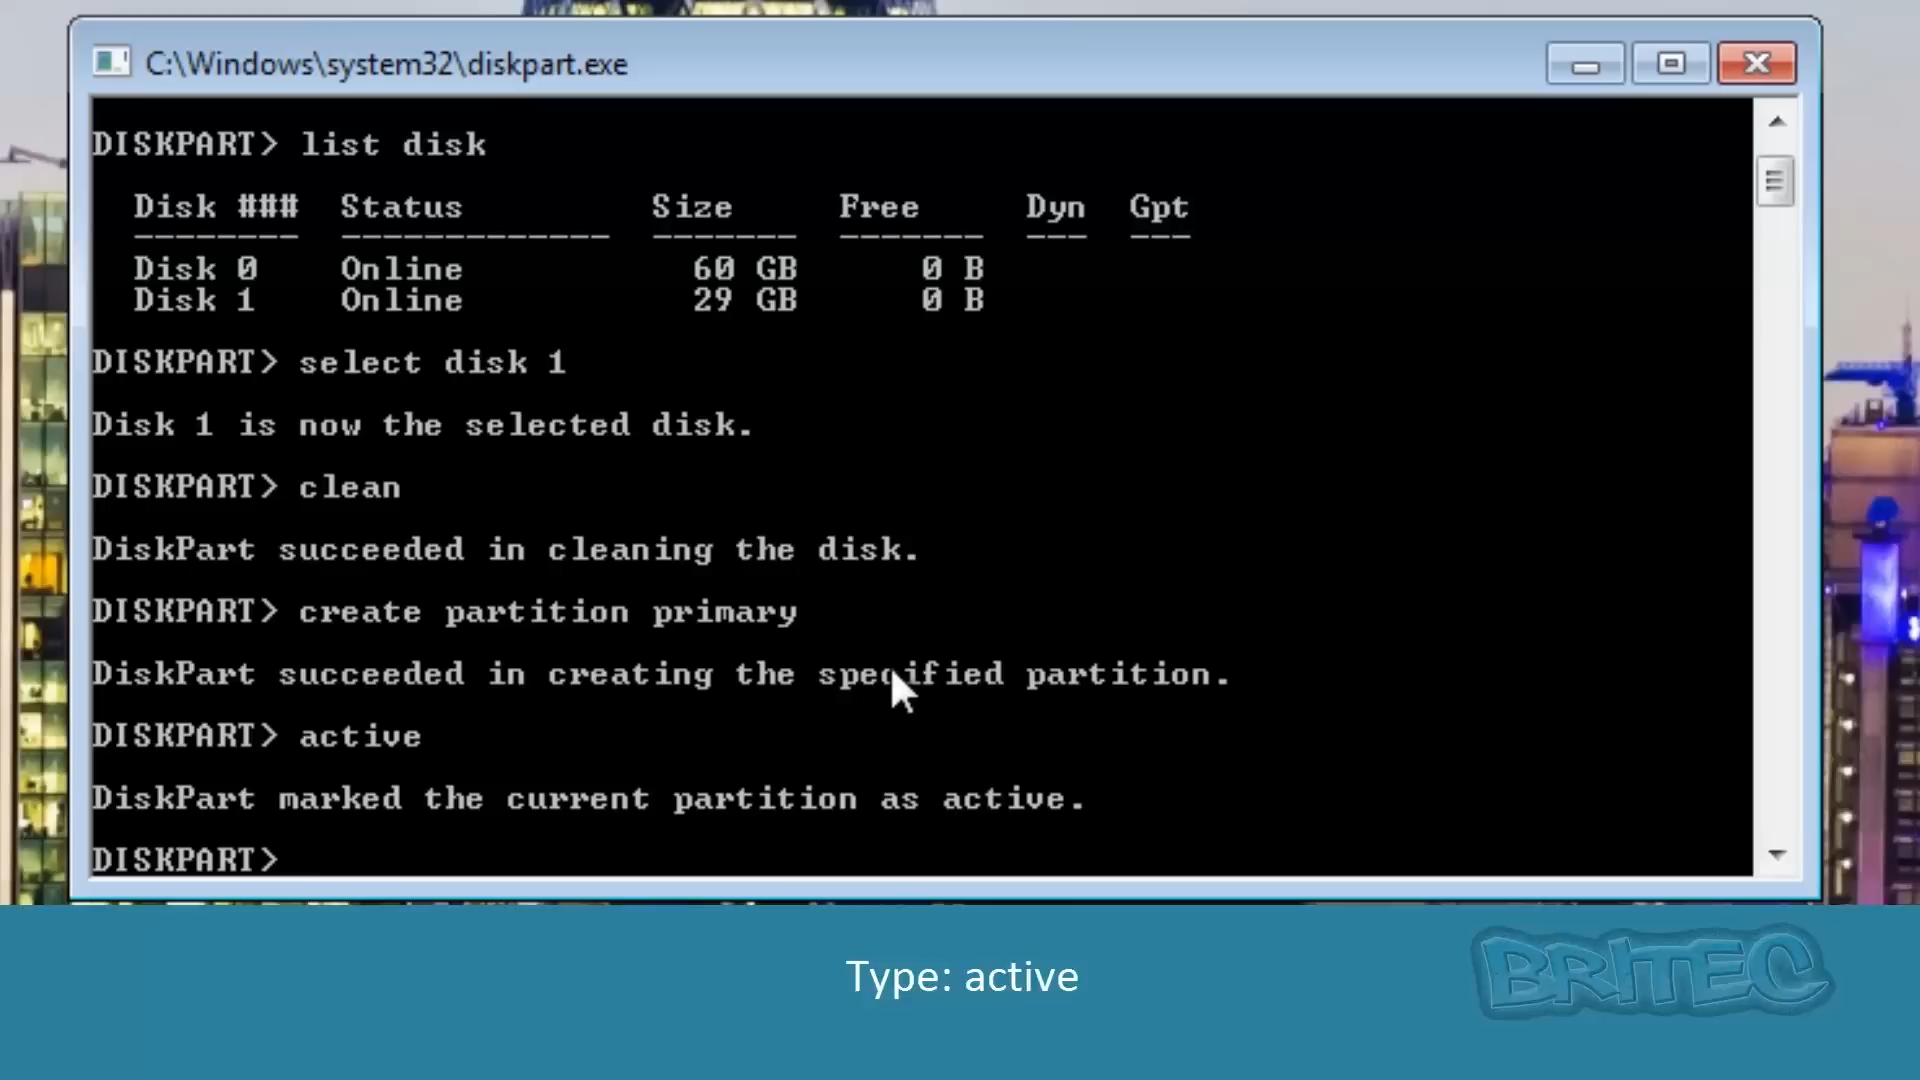 C:\Windows\system32\diskpart.exe
DISKPART> list disk
Disk ### Status Size Free Dyn Gpt
-------- ------------- ------- ------- --- ---
Disk 0 Online 60 GB 0 B
Disk 1 Online 29 GB 0 B
DISKPART> select disk 1
Disk 1 is now the selected disk.
DISKPART> clean
DiskPart succeeded in cleaning the disk.
DISKPART> create partition primary
DiskPart succeeded in creating the specified partition.
DISKPART> active
DiskPart marked the current partition as active.
DISKPART>
Type: active
BRITEC